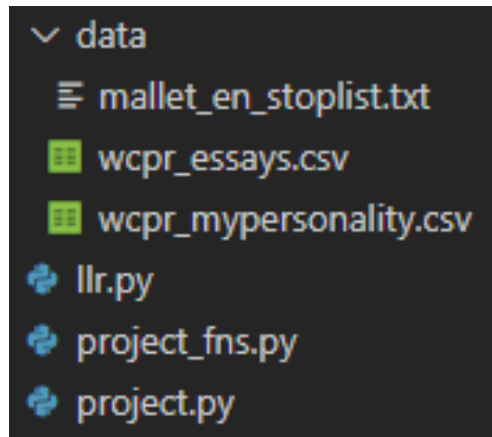 data
mallet_en_stoplist.txt
wcpr_essays.csv
wcpr_mypersonality.csv
llr.py
project_fns.py
project.py